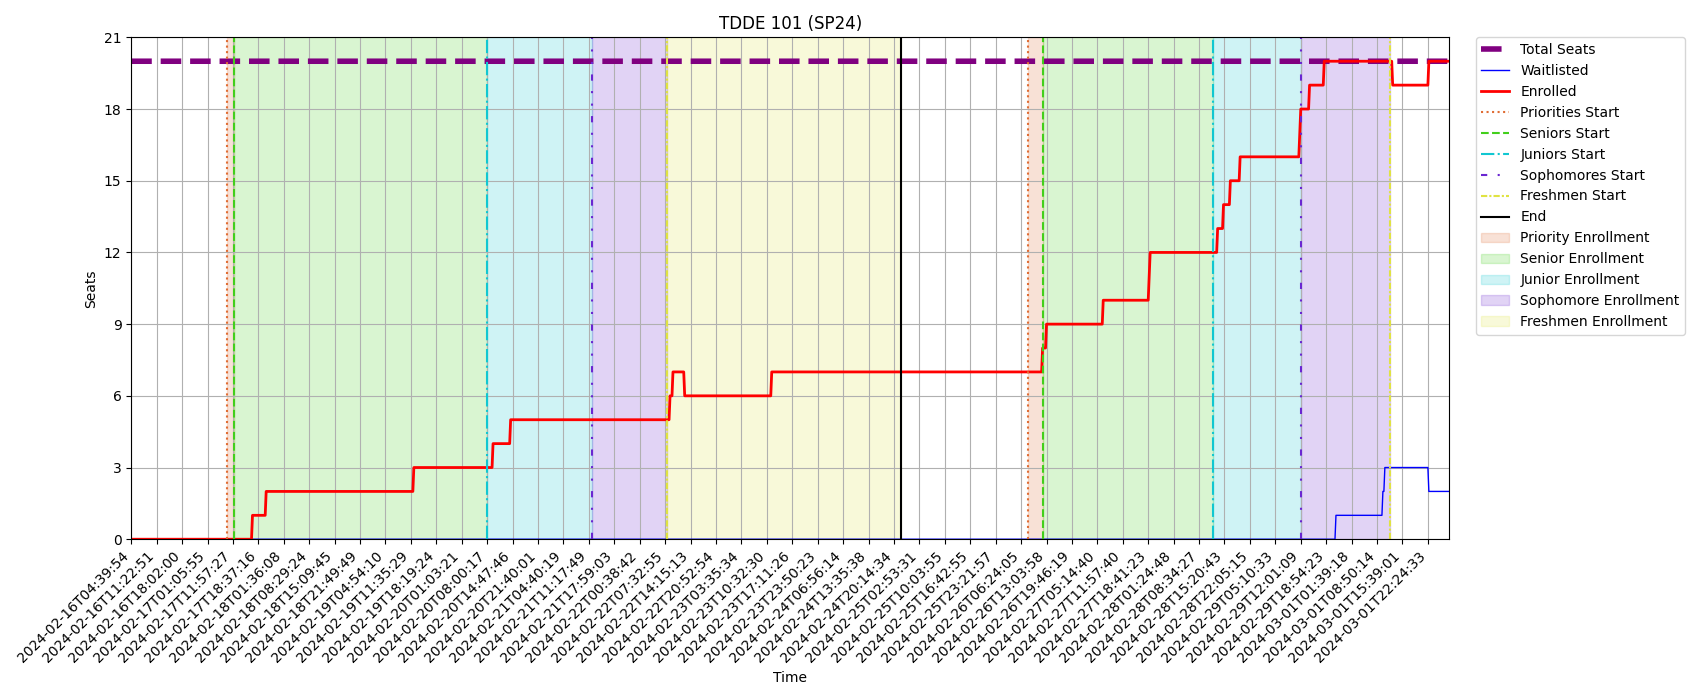 TDDE 101 (SP24)
21
18
15
12
9
6
3
0
Seats
2024-02-16T04:39:54
2024-02-16T11:22:51
2024-02-16T18:02:00
2024-02-17T01:05:55
2024-02-17T11:57:27
2024-02-17T18:37:16
2024-02-18T01:36:08
2024-02-18T08:29:24
2024-02-18T15:09:45
2024-02-18T21:49:49
2024-02-19T04:54:10
2024-02-19T11:35:29
2024-02-19T18:19:24
2024-02-20T01:03:21
2024-02-20T08:00:17
2024-02-20T14:47:46
2024-02-20T21:40:01
2024-02-21T04:40:19
2024-02-21T11:17:49
2024-02-21T17:59:03
2024-02-22T00:38:42
2024-02-22T07:32:55
2024-02-22T14:15:13
2024-02-22T20:52:54
2024-02-23T03:35:34
2024-02-23T10:32:30
2024-02-23T17:11:26
2024-02-23T23:50:23
2024-02-24T06:56:14
2024-02-24T13:35:38
2024-02-24T20:14:34
2024-02-25T02:53:31
2024-02-25T10:03:55
2024-02-25T16:42:55
2024-02-25T23:21:57
2024-02-26T06:24:05
2024-02-26T13:03:58
2024-02-26T19:46:19
2024-02-27T05:14:40
2024-02-27T11:57:40
2024-02-27T18:41:23
2024-02-28T01:24:48
2024-02-28T08:34:27
2024-02-28T15:20:43
2024-02-28T22:05:15
2024-02-29T05:10:33
2024-02-29T12:01:09
2024-02-29T18:54:23
2024-03-01T01:39:18
2024-03-01T08:50:14
2024-03-01T15:39:01
2024-03-01T22:24:33
Time
Total Seats
Waitlisted
Enrolled
Priorities Start
Seniors Start
Juniors Start
Sophomores Start
Freshmen Start
End
Priority Enrollment
Senior Enrollment
Junior Enrollment
Sophomore Enrollment
Freshmen Enrollment